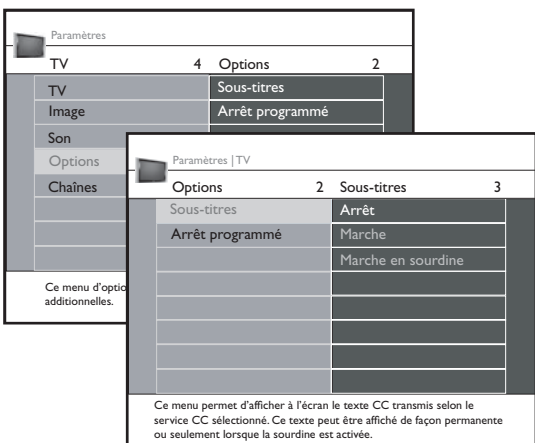 Paramètres
TV 4 Options 2
TV Sous-titres
Image Arrêt programmé
Son
Options
Chaînes
Ce menu d'optio
additionnelles.
Paramètres | TV
Options 2 Sous-titres 3
Sous-titres Arrêt
Arrêt programmé Marche
Marche en sourdine
Ce menu permet d'afficher à l'écran le texte CC transmis selon le
service CC sélectionné. Ce texte peut être affiché de façon permanente
ou seulement lorsque la sourdine est activée.